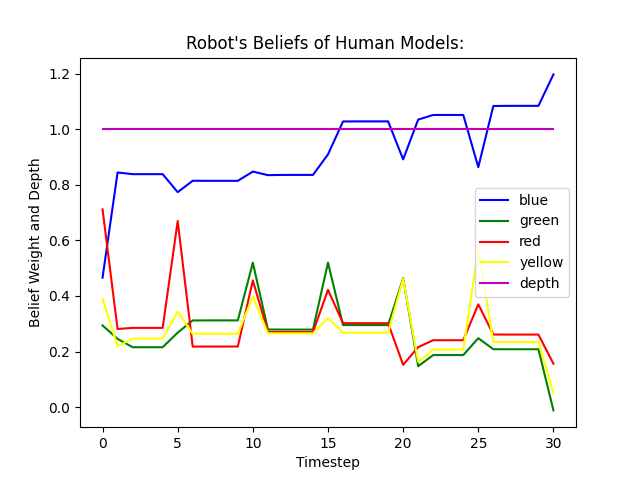 Robot's Beliefs of Human Models:
Belief Weight and Depth
1.2
1.0
0.8
0.6
0.4
0.2
0.0
blue
green
red
yellow
depth
0 5 10 15 20 25 30
Timestep